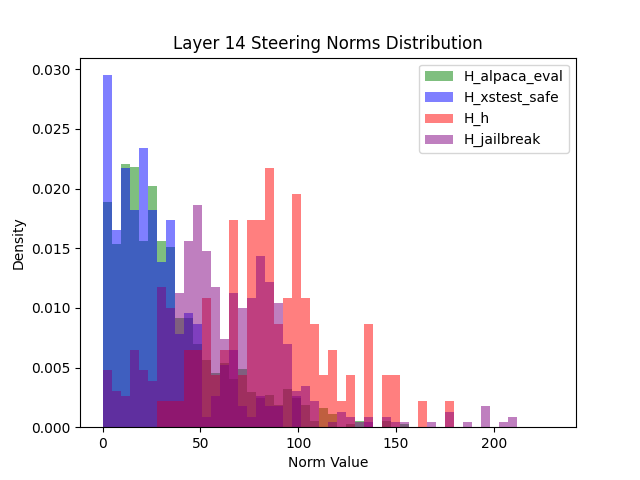 Layer 14 Steering Norms Distribution
H_alpaca_eval
H_xstest_safe
H_h
H_jailbreak
0.030
0.025
0.020
0.015
0.010
0.005
0.000
Density
0
50
100
150
200
Norm Value